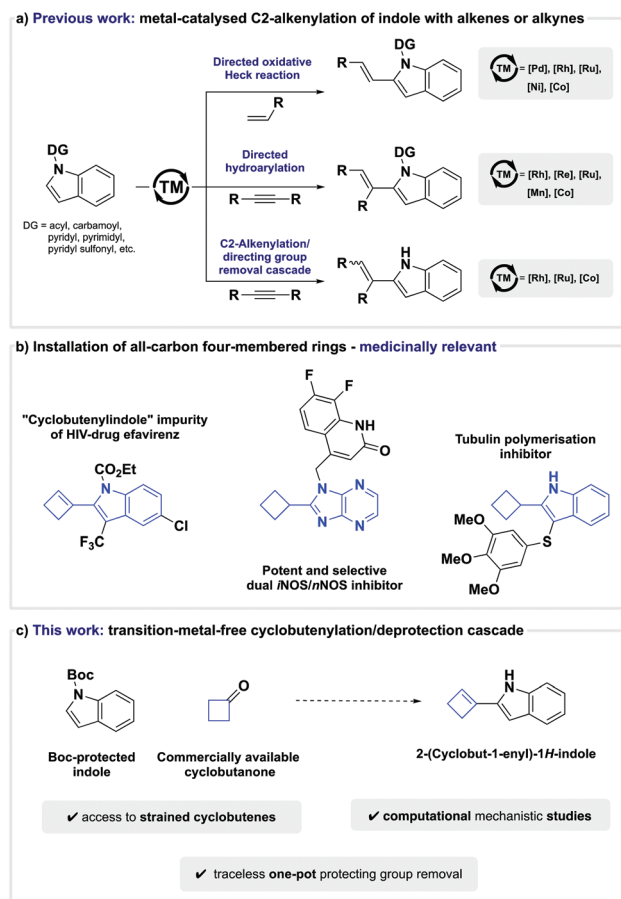 a) Previous work: metal-catalysed C2-alkenylation of indole with alkenes or alkynes
DG
N
DG = acyl, carbamoyl,
pyridyl, pyrimidyl,
pyridyl sulfonyl, etc.
TM
Directed oxidative
Heck reaction
R
R
DG
N
TM = [Pd], [Rh], [Ru],
[Ni], [Co]
Directed
hydroarylation
R R
R
R
DG
N
TM = [Rh], [Re], [Ru],
[Mn], [Co]
C2-Alkenylation/
directing group
removal cascade
R R
R
R
H
N
TM = [Rh], [Ru], [Co]
b) Installation of all-carbon four-membered rings - medicinally relevant
"Cyclobutenylindole" impurity
of HIV-drug efavirenz
CO2Et
N
F3C
Cl
F
F
NH
O
N
N
N
N
Potent and selective
dual iNOS/nNOS inhibitor
Tubulin polymerisation
inhibitor
H
N
S
MeO
MeO
MeO
c) This work: transition-metal-free cyclobutenylation/deprotection cascade
Boc
N
O
H
N
Boc-protected
indole
Commercially available
cyclobutanone
2-(Cyclobut-1-enyl)-1H-indole
✔ access to strained cyclobutenes
✔ computational mechanistic studies
✔ traceless one-pot protecting group removal